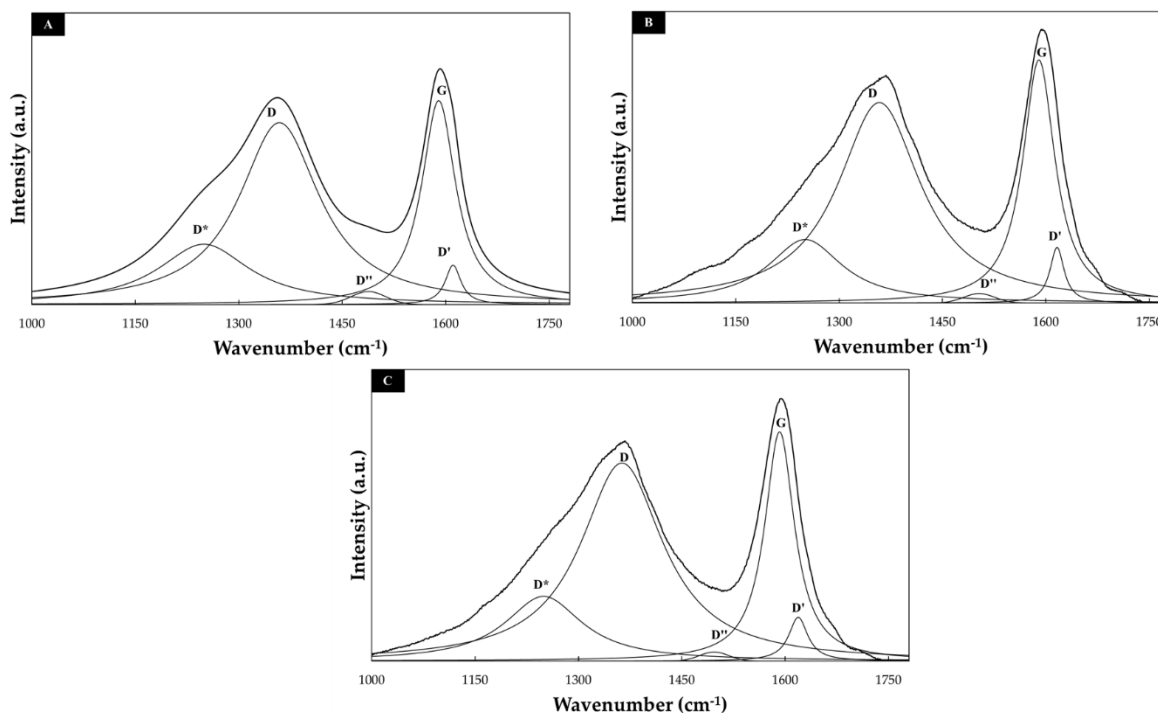 A
Intensity (a.u.)
D*
D
D"
G
D'
1000 1150 1300 1450 1600 1750
Wavenumber (cm⁻¹)
B
Intensity (a.u.)
D*
D
D"
G
D'
1000 1150 1300 1450 1600 1750
Wavenumber (cm⁻¹)
C
Intensity (a.u.)
D*
D
D"
G
D'
1000 1150 1300 1450 1600 1750
Wavenumber (cm⁻¹)